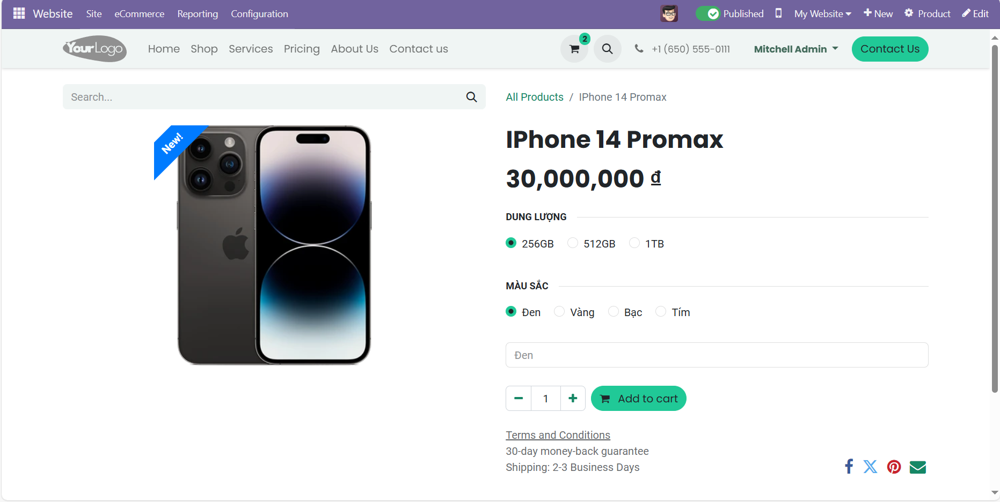 Website Site eCommerce Reporting Configuration Published My Website New Product Edit
YourLogo Home Shop Services Pricing About Us Contact us 2 +1 (650) 555-0111 Mitchell Admin Contact Us
Search...
All Products / IPhone 14 Promax
New!
IPhone 14 Promax
30,000,000 ₫
DUNG LƯỢNG
256GB 512GB 1TB
MÀU SẮC
Đen Vàng Bạc Tím
Đen
1 Add to cart
Terms and Conditions
30-day money-back guarantee
Shipping: 2-3 Business Days